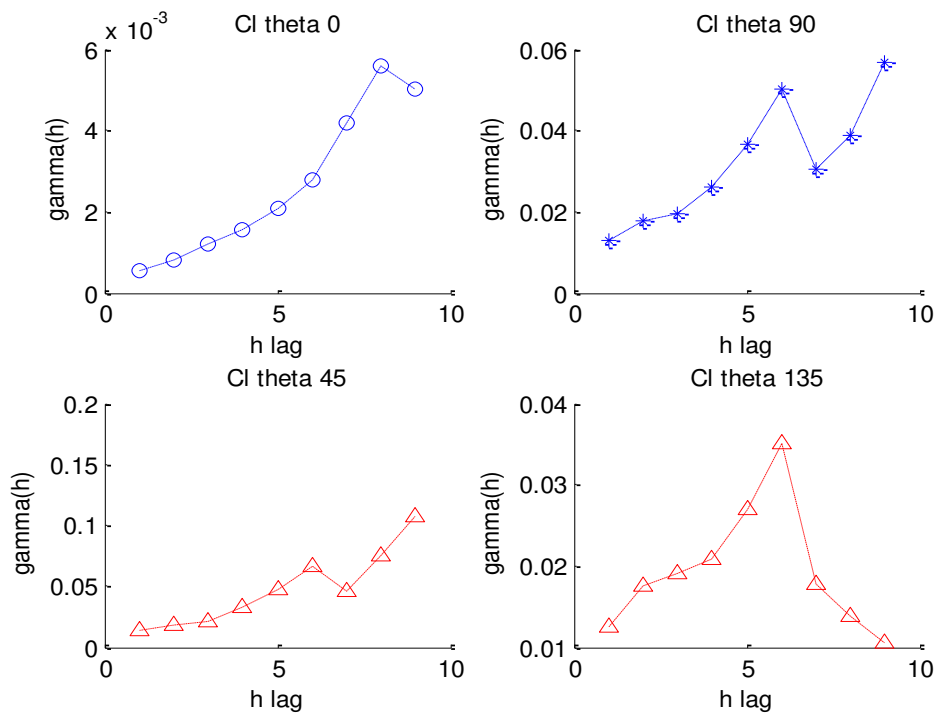 x 10^-3
Cl theta 0
6
4
2
0
0
5
10
gamma(h)
h lag
Cl theta 90
0.06
0.04
0.02
0
0
5
10
gamma(h)
h lag
Cl theta 45
0.2
0.15
0.1
0.05
0
0
5
10
gamma(h)
h lag
Cl theta 135
0.04
0.03
0.02
0.01
0
5
10
gamma(h)
h lag